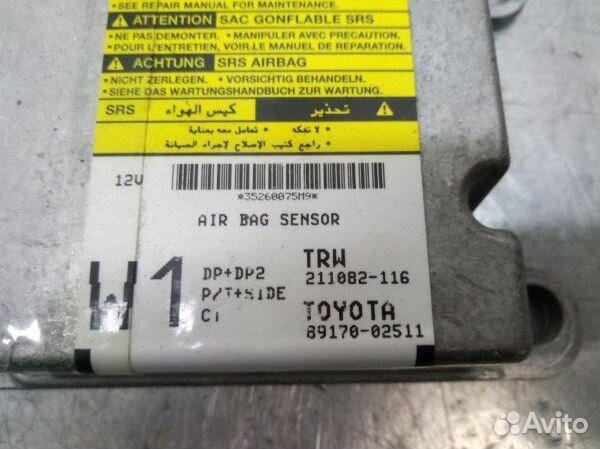 SEE REPAIR MANUAL FOR MAINTENANCE.
ATTENTION SAC GONFLABLE SRS
•NE PAS DEMONTER. •MANIPULER AVEC PRECAUTION.
•POUR L'ENTRETIEN, VOIR LE MANUEL DE REPARATION.
ACHTUNG SRS AIRBAG
•NICHT ZERLEGEN. •VORSICHTIG BEHANDELN.
•SIEHE DAS WARTUNGSHANDBUCH ZUR WARTUNG.
SRS كيس الهواء تحذير
• لا تفكه • تعامل معه بعناية
• راجع كتيب الإصلاح لإجراء الصيانة
12V
*35260075M9*
AIR BAG SENSOR
W1
DP+DP2
P/T+SIDE
TRW
211082-116
TOYOTA
89170-02511
Avito